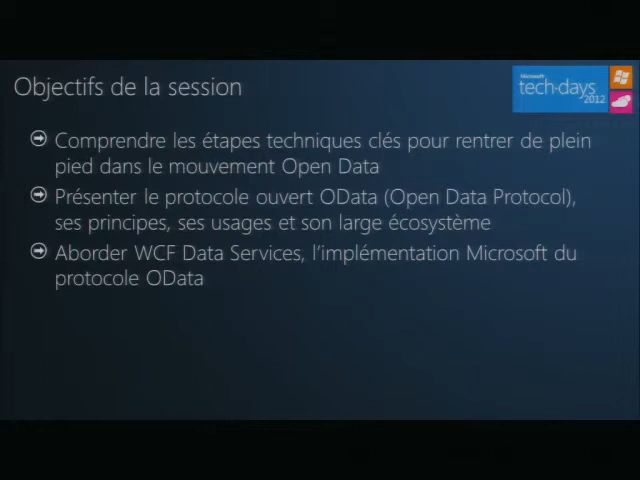 Objectifs de la session
Microsoft
tech·days
2012
Comprendre les étapes techniques clés pour rentrer de plein
pied dans le mouvement Open Data
Présenter le protocole ouvert OData (Open Data Protocol),
ses principes, ses usages et son large écosystème
Aborder WCF Data Services, l'implémentation Microsoft du
protocole OData